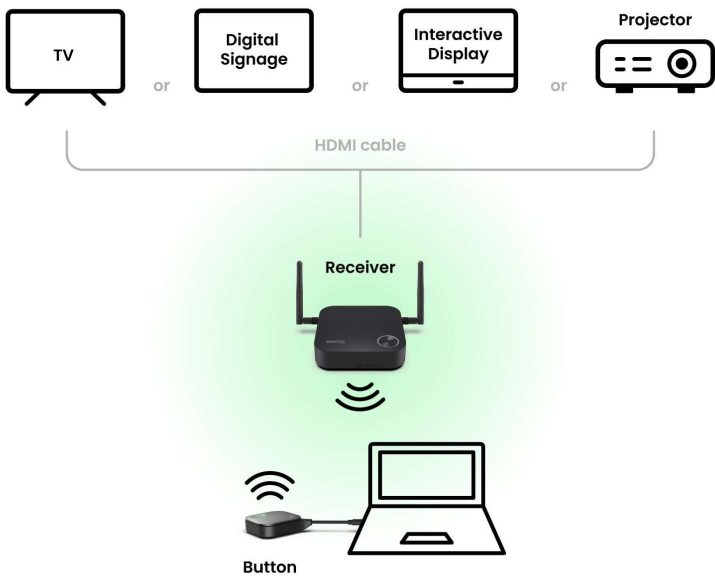 Projector
TV
Digital
Signage
Interactive
Display
or
or
or
HDMI cable
Receiver
Button